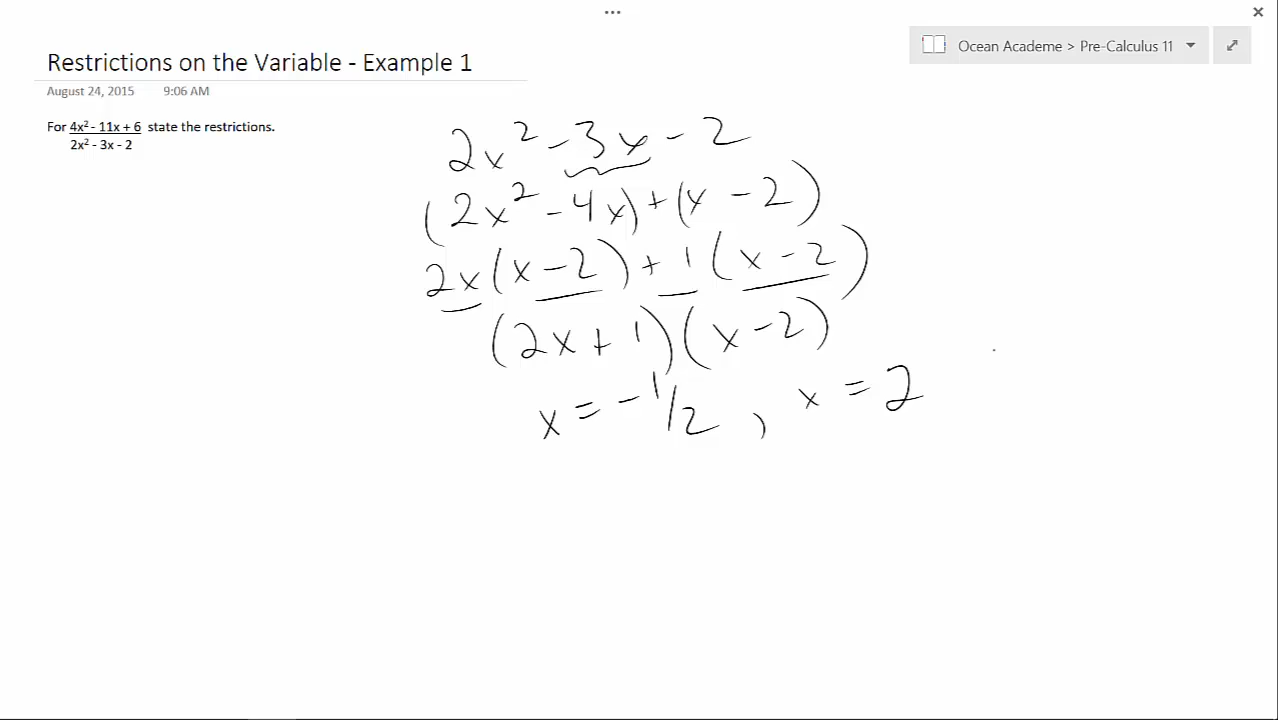 ...
Ocean Academe > Pre-Calculus 11
Restrictions on the Variable - Example 1
August 24, 2015 9:06 AM
For 4x² - 11x + 6 state the restrictions.
2x² - 3x - 2
2x² - 3x - 2
(2x² - 4x) + (x - 2)
2x(x - 2) + 1(x - 2)
(2x + 1)(x - 2)
x = -1/2 , x = 2